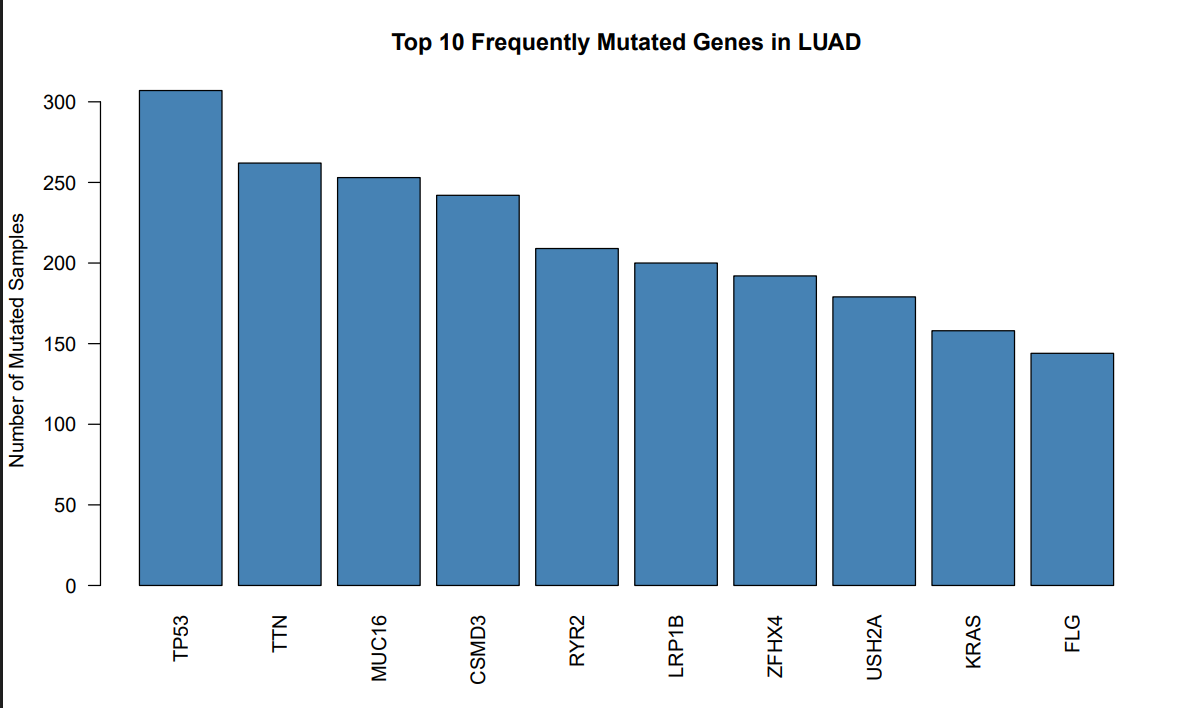 Top 10 Frequently Mutated Genes in LUAD
Number of Mutated Samples
300
250
200
150
100
50
0
TP53
TTN
MUC16
CSMD3
RYR2
LRP1B
ZFHX4
USH2A
KRAS
FLG